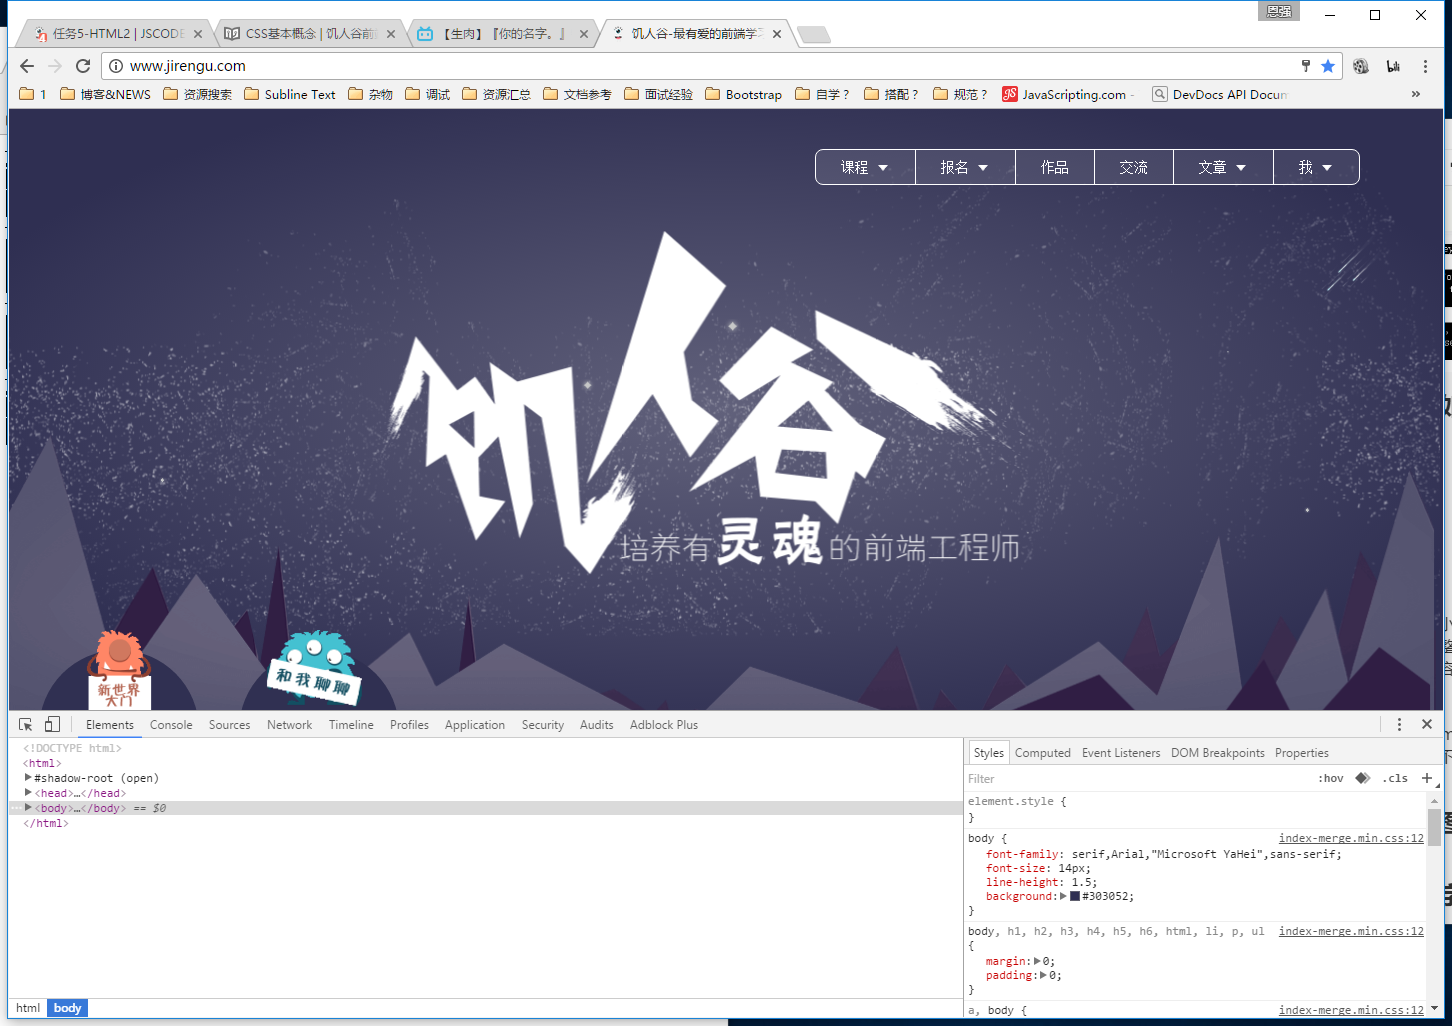 恩强
任务5-HTML2 | JSCODE
CSS基本概念 | 饥人谷前
【生肉】『你的名字。』
饥人谷-最有爱的前端学习
www.jirengu.com
1 博客&NEWS 资源搜索 Subline Text 杂物 调试 资源汇总 文档参考 面试经验 Bootstrap 自学？ 搭配？ 规范？ JavaScripting.com - DevDocs API Docum »
课程 报名 作品 交流 文章 我
饥人谷
培养有灵魂的前端工程师
新世界
大门
和我聊聊
Elements Console Sources Network Timeline Profiles Application Security Audits Adblock Plus
<!DOCTYPE html>
<html>
#shadow-root (open)
<head>…</head>
<body>…</body> == $0
</html>
html body
Styles Computed Event Listeners DOM Breakpoints Properties
Filter :hov .cls +
element.style {
}
body { index-merge.min.css:12
font-family: serif,Arial,"Microsoft YaHei",sans-serif;
font-size: 14px;
line-height: 1.5;
background: #303052;
}
body, h1, h2, h3, h4, h5, h6, html, li, p, ul index-merge.min.css:12
{
margin: 0;
padding: 0;
}
a, body { index-merge.min.css:12